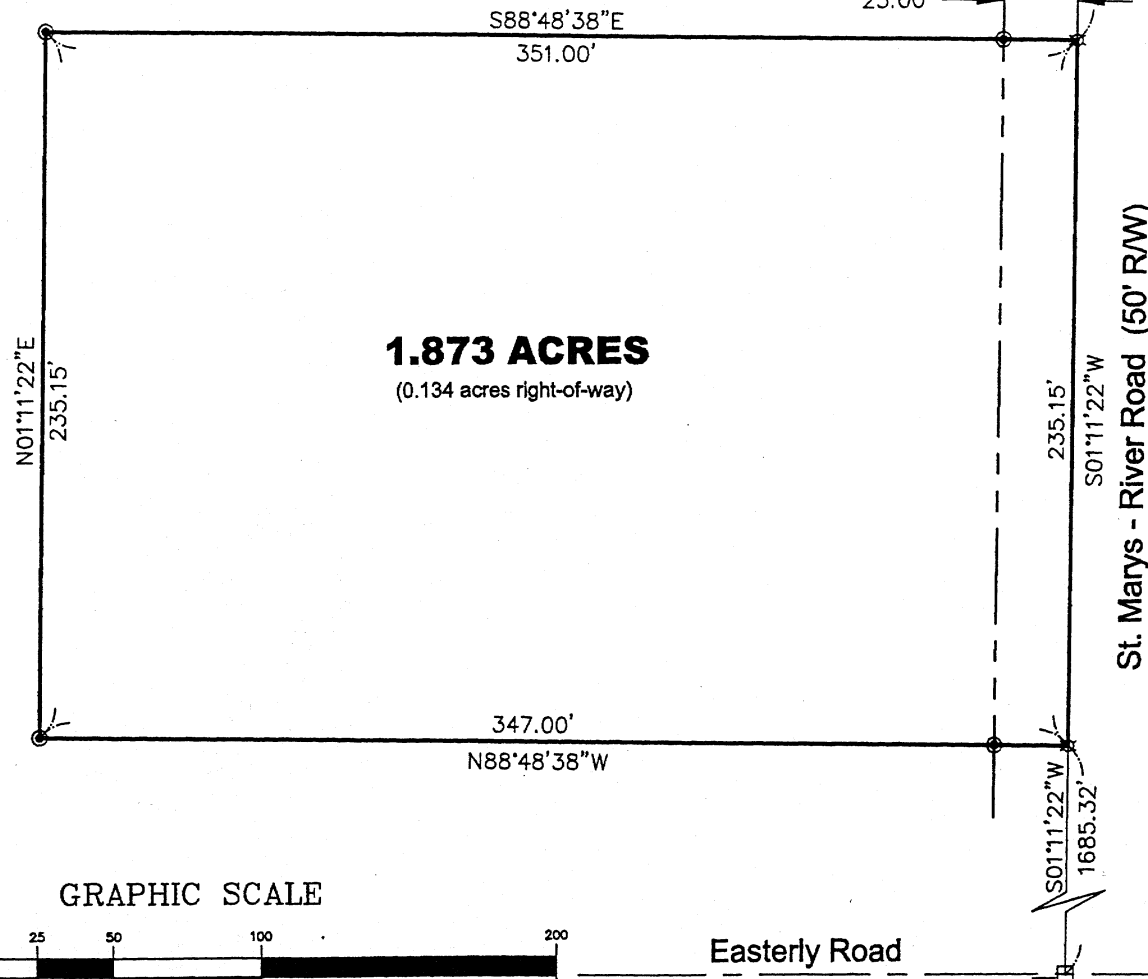 25.00
S88°48'38"E
351.00'
N01°11'22"E
235.15'
1.873 ACRES
(0.134 acres right-of-way)
235.15'
S01°11'22"W
St. Marys - River Road (50' R/W)
347.00'
N88°48'38"W
S01°11'22"W
1685.32'
GRAPHIC SCALE
25 50 100 200
Easterly Road